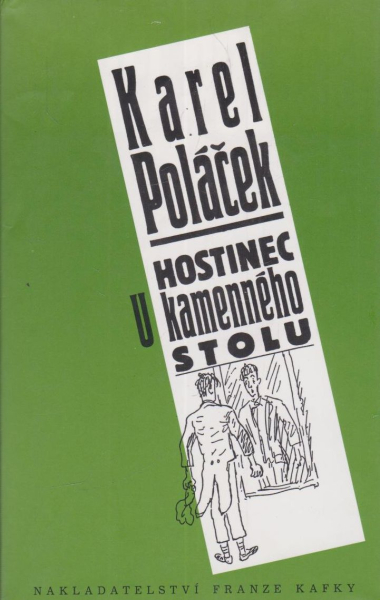 Karel
Poláček
HOSTINEC
U kamenného
STOLU
NAKLADATELSTVÍ FRANZE KAFKY